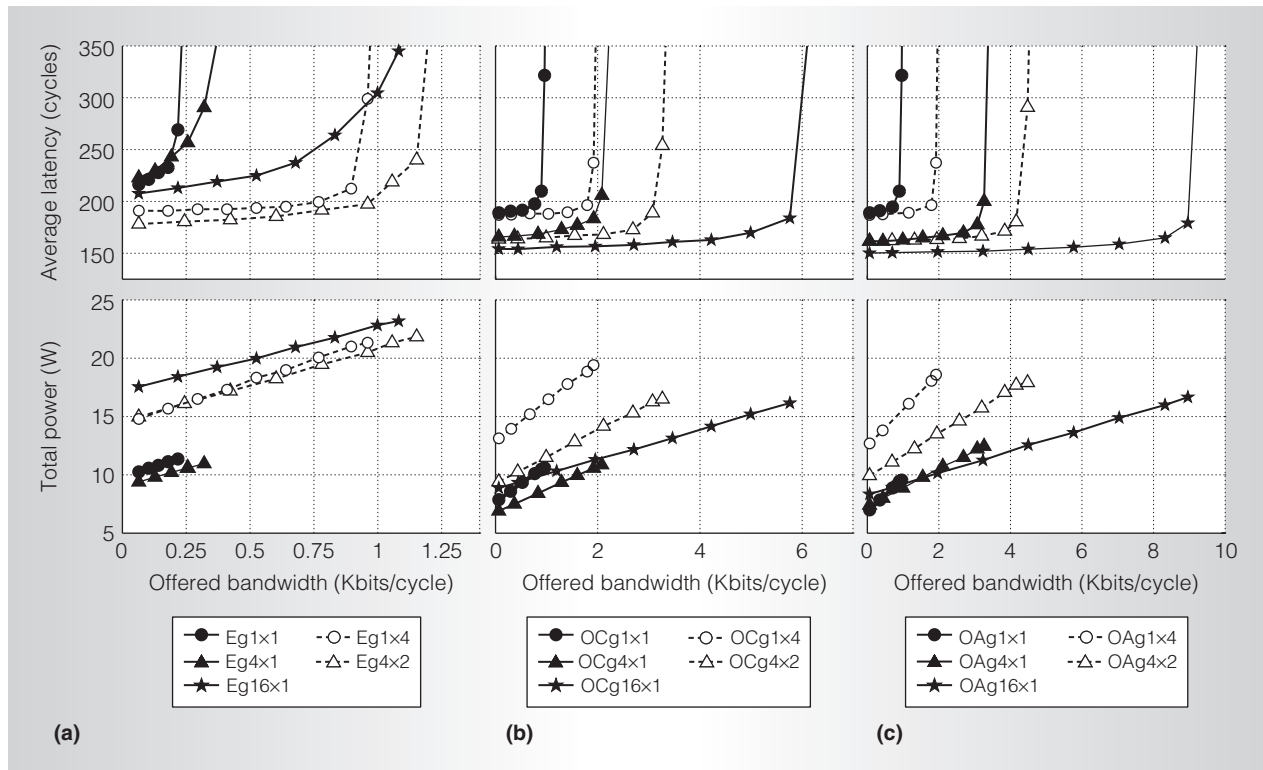 Average latency (cycles)
350
300
250
200
150
Total power (W)
25
20
15
10
5
0 0.25 0.5 0.75 1 1.25
Offered bandwidth (Kbits/cycle)
0 2 4 6
Offered bandwidth (Kbits/cycle)
0 2 4 6 8 10
Offered bandwidth (Kbits/cycle)
Eg1×1 Eg1×4
Eg4×1 Eg4×2
Eg16×1
OCg1×1 OCg1×4
OCg4×1 OCg4×2
OCg16×1
OAg1×1 OAg1×4
OAg4×1 OAg4×2
OAg16×1
(a)
(b)
(c)